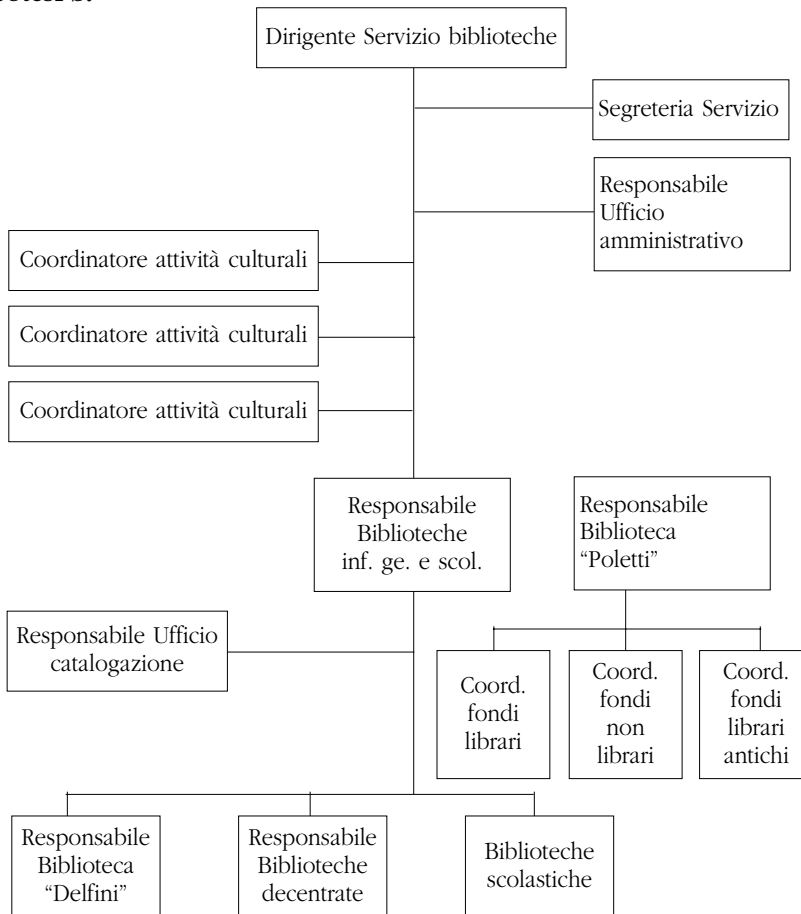 Dirigente Servizio biblioteche
Segreteria Servizio
Responsabile
Ufficio
amministrativo
Coordinatore attività culturali
Coordinatore attività culturali
Coordinatore attività culturali
Responsabile
Biblioteche
inf. ge. e scol.
Responsabile
Biblioteca
“Poletti”
Responsabile Ufficio
catalogazione
Coord.
fondi
librari
Coord.
fondi
non
librari
Coord.
fondi
librari
antichi
Responsabile
Biblioteca
“Delfini”
Responsabile
Biblioteche
decentrate
Biblioteche
scolastiche